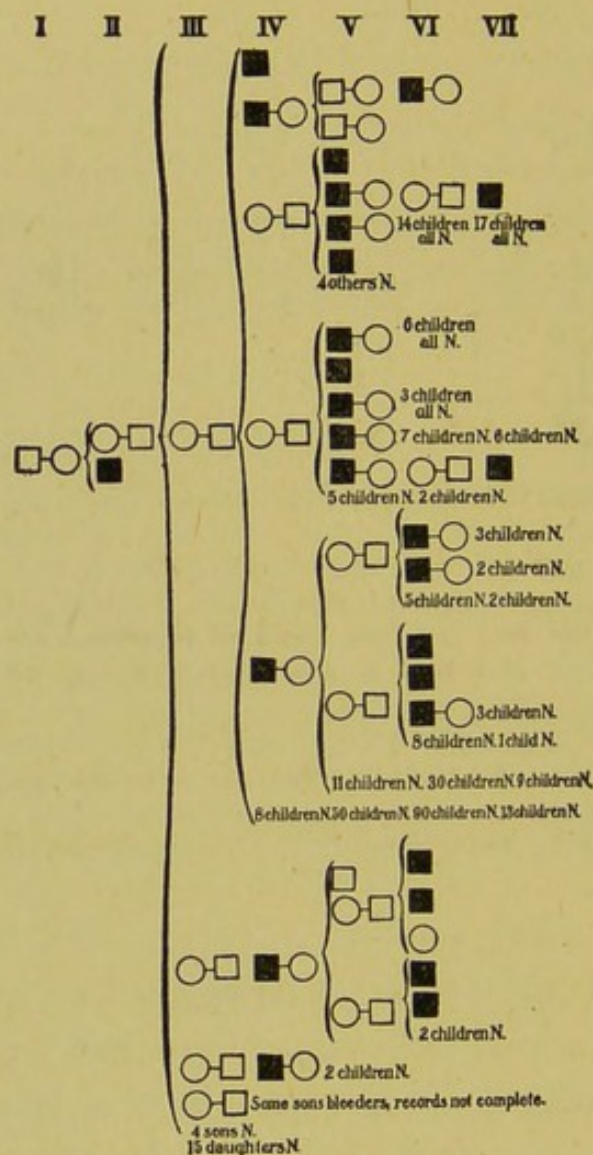 I II III IV V VI VII
14 children 17 children
all N. all N.
4 others N.
6 children
all N.
3 children
all N.
7 children N. 6 children N.
5 children N. 2 children N.
3 children N.
2 children N.
5 children N. 2 children N.
3 children N.
8 children N. 1 child N.
11 children N. 30 children N. 9 children N.
8 children N. 50 children N. 90 children N. 13 children N.
2 children N.
2 children N.
Some sons bleeders, records not complete.
4 sons N.
15 daughters N.